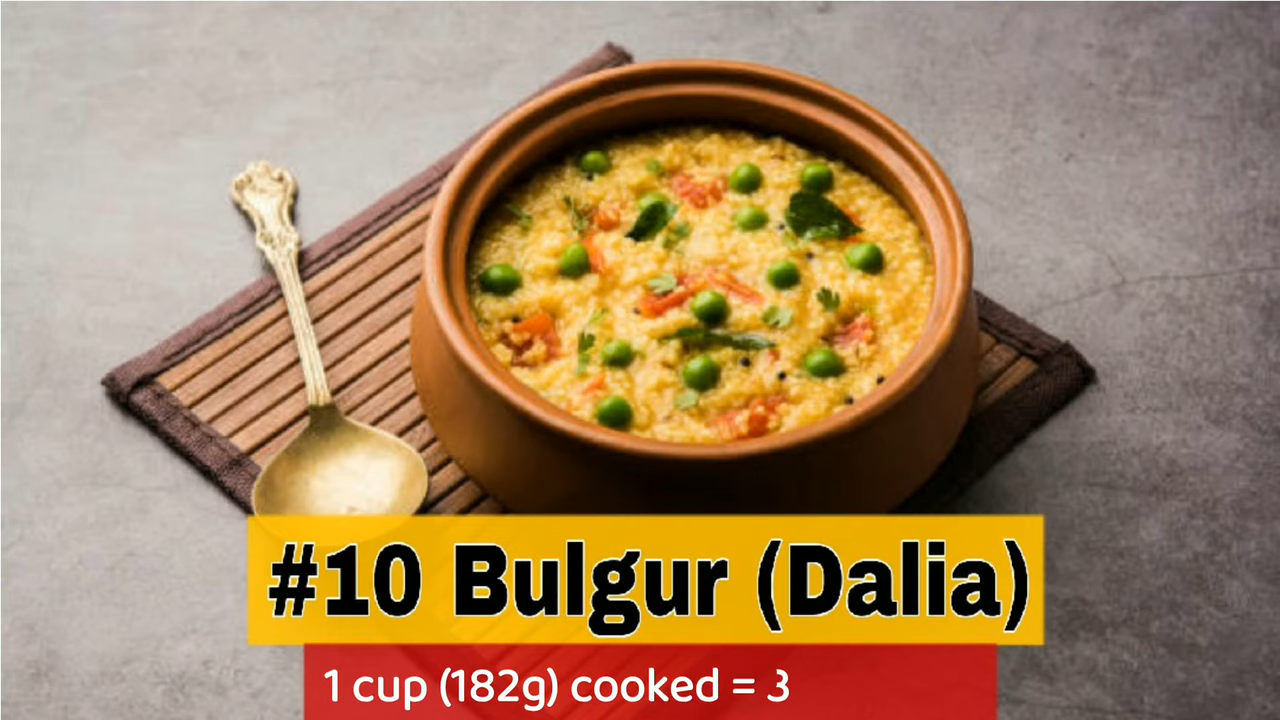 #10 Bulgur (Dalia)
1 cup (182g) cooked = 3